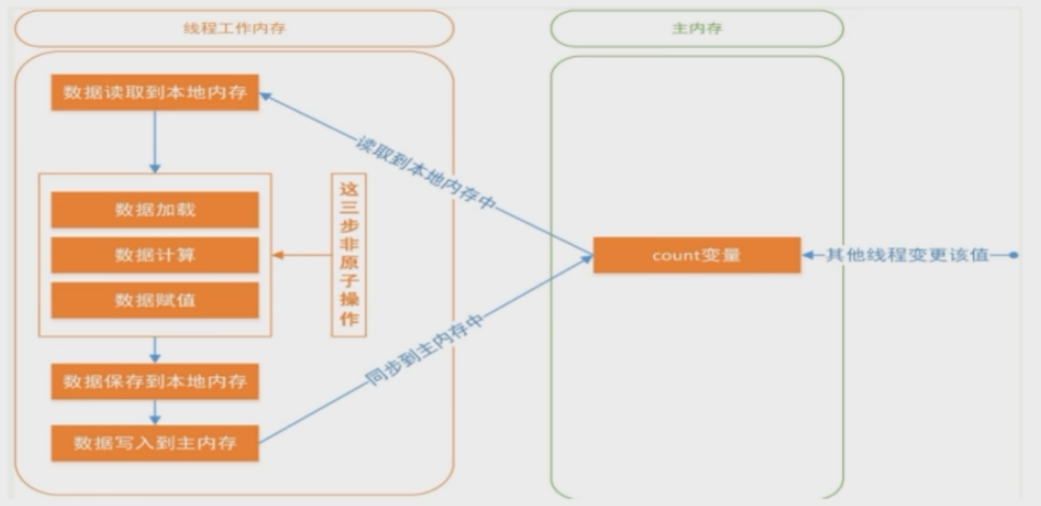 线程工作内存
主内存
数据读取到本地内存
读取到本地内存中
数据加载
数据计算
数据赋值
这三步非原子操作
count变量
其他线程变更该值
同步到主内存中
数据保存到本地内存
数据写入到主内存